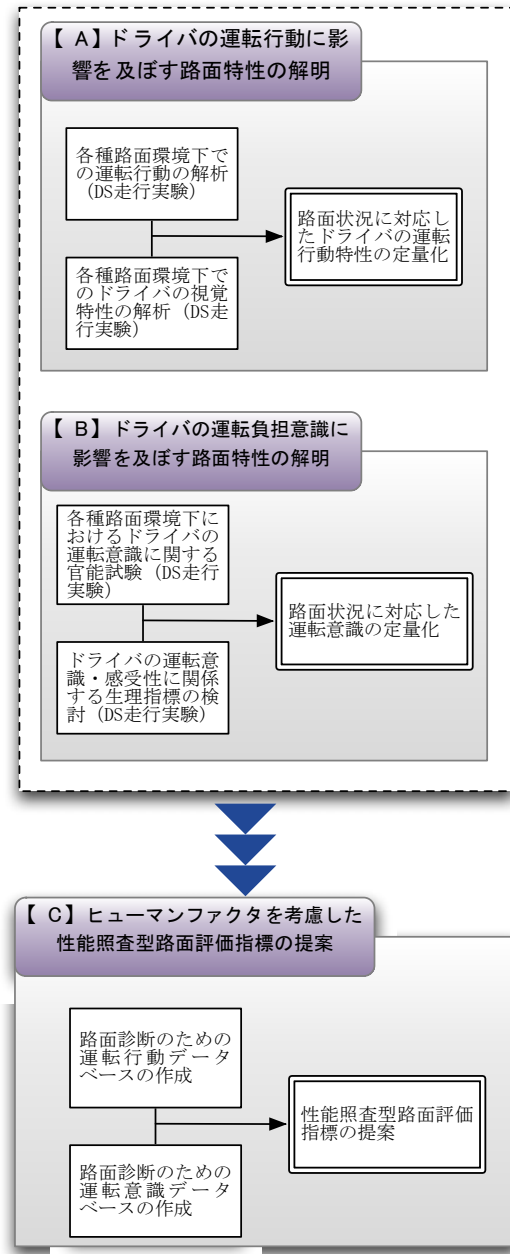 【 A】ドライバの運転行動に影
響を及ぼす路面特性の解明
各種路面環境下で
の運転行動の解析
(DS走行実験)
路面状況に対応し
たドライバの運転
行動特性の定量化
各種路面環境下で
のドライバの視覚
特性の解析(DS走
行実験)
【 B】ドライバの運転負担意識に
影響を及ぼす路面特性の解明
各種路面環境下に
おけるドライバの
運転意識に関する
官能試験(DS走行
実験)
路面状況に対応した
運転意識の定量化
ドライバの運転意
識・感受性に関係
する生理指標の検
討(DS走行実験)
【 C】ヒューマンファクタを考慮した
性能照査型路面評価指標の提案
路面診断のための
運転行動データ
ベースの作成
性能照査型路面評価
指標の提案
路面診断のための
運転意識データ
ベースの作成